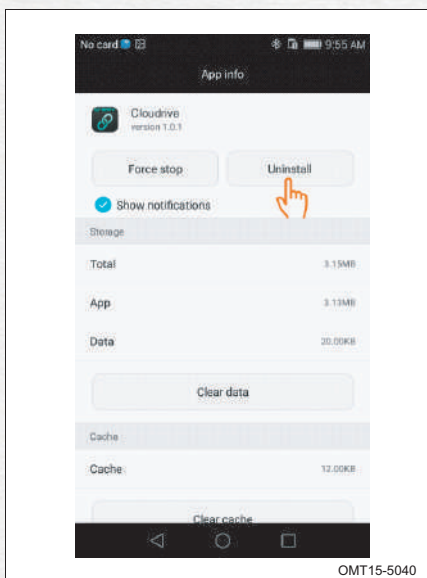 No card 9:55 AM
App info
Cloudrive
version 1.0.1
Force stop Uninstall
Show notifications
Storage
Total 3.15MB
App 3.13MB
Data 20.00KB
Clear data
Cache
Cache 12.00KB
Clear cache
OMT15-5040